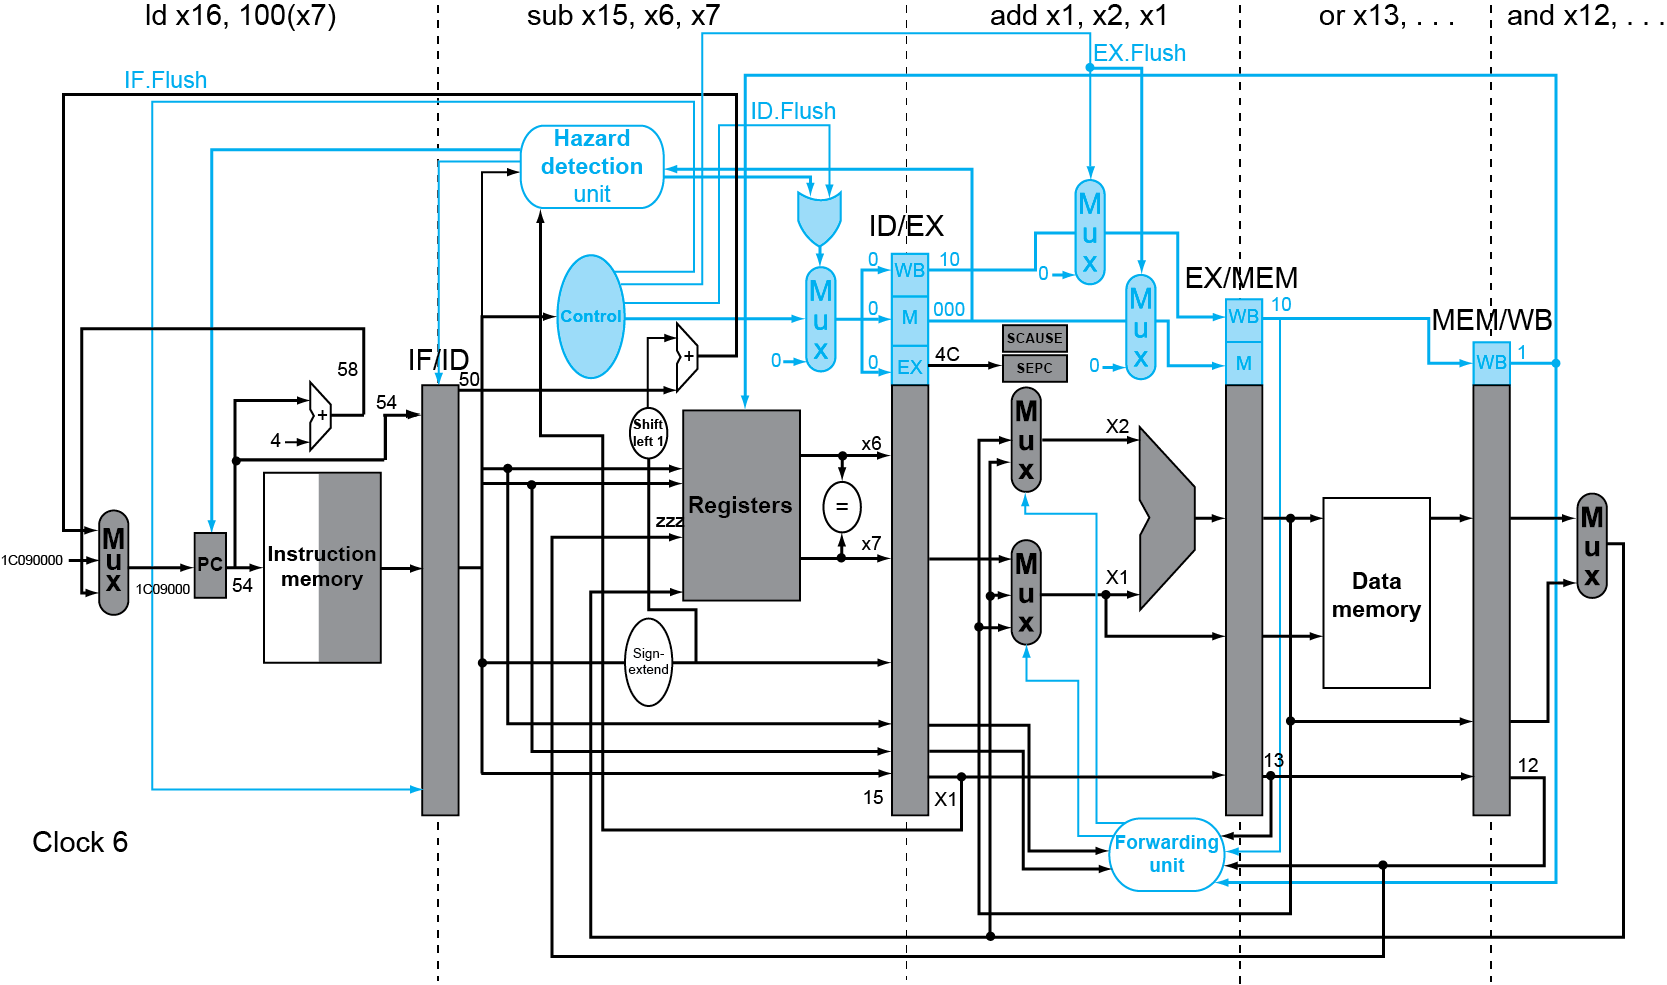 ld x16, 100(x7)
sub x15, x6, x7
add x1, x2, x1
or x13, . . .
and x12, . . .
EX.Flush
IF.Flush
ID.Flush
Hazard
detection
unit
ID/EX
M
u
x
0
0
WB
10
0
M
000
0
EX
4C
Control
M
u
x
0
M
u
x
0
EX/MEM
WB
10
M
SCAUSE
SEPC
MEM/WB
WB
1
IF/ID
50
58
54
+
4
+
Shift
left 1
M
u
x
X2
x6
Registers
=
zzz
x7
M
u
x
1C090000
1C09000
PC
54
Instruction
memory
M
u
x
X1
Data
memory
M
u
x
Sign-
extend
15
X1
13
12
Forwarding
unit
Clock 6